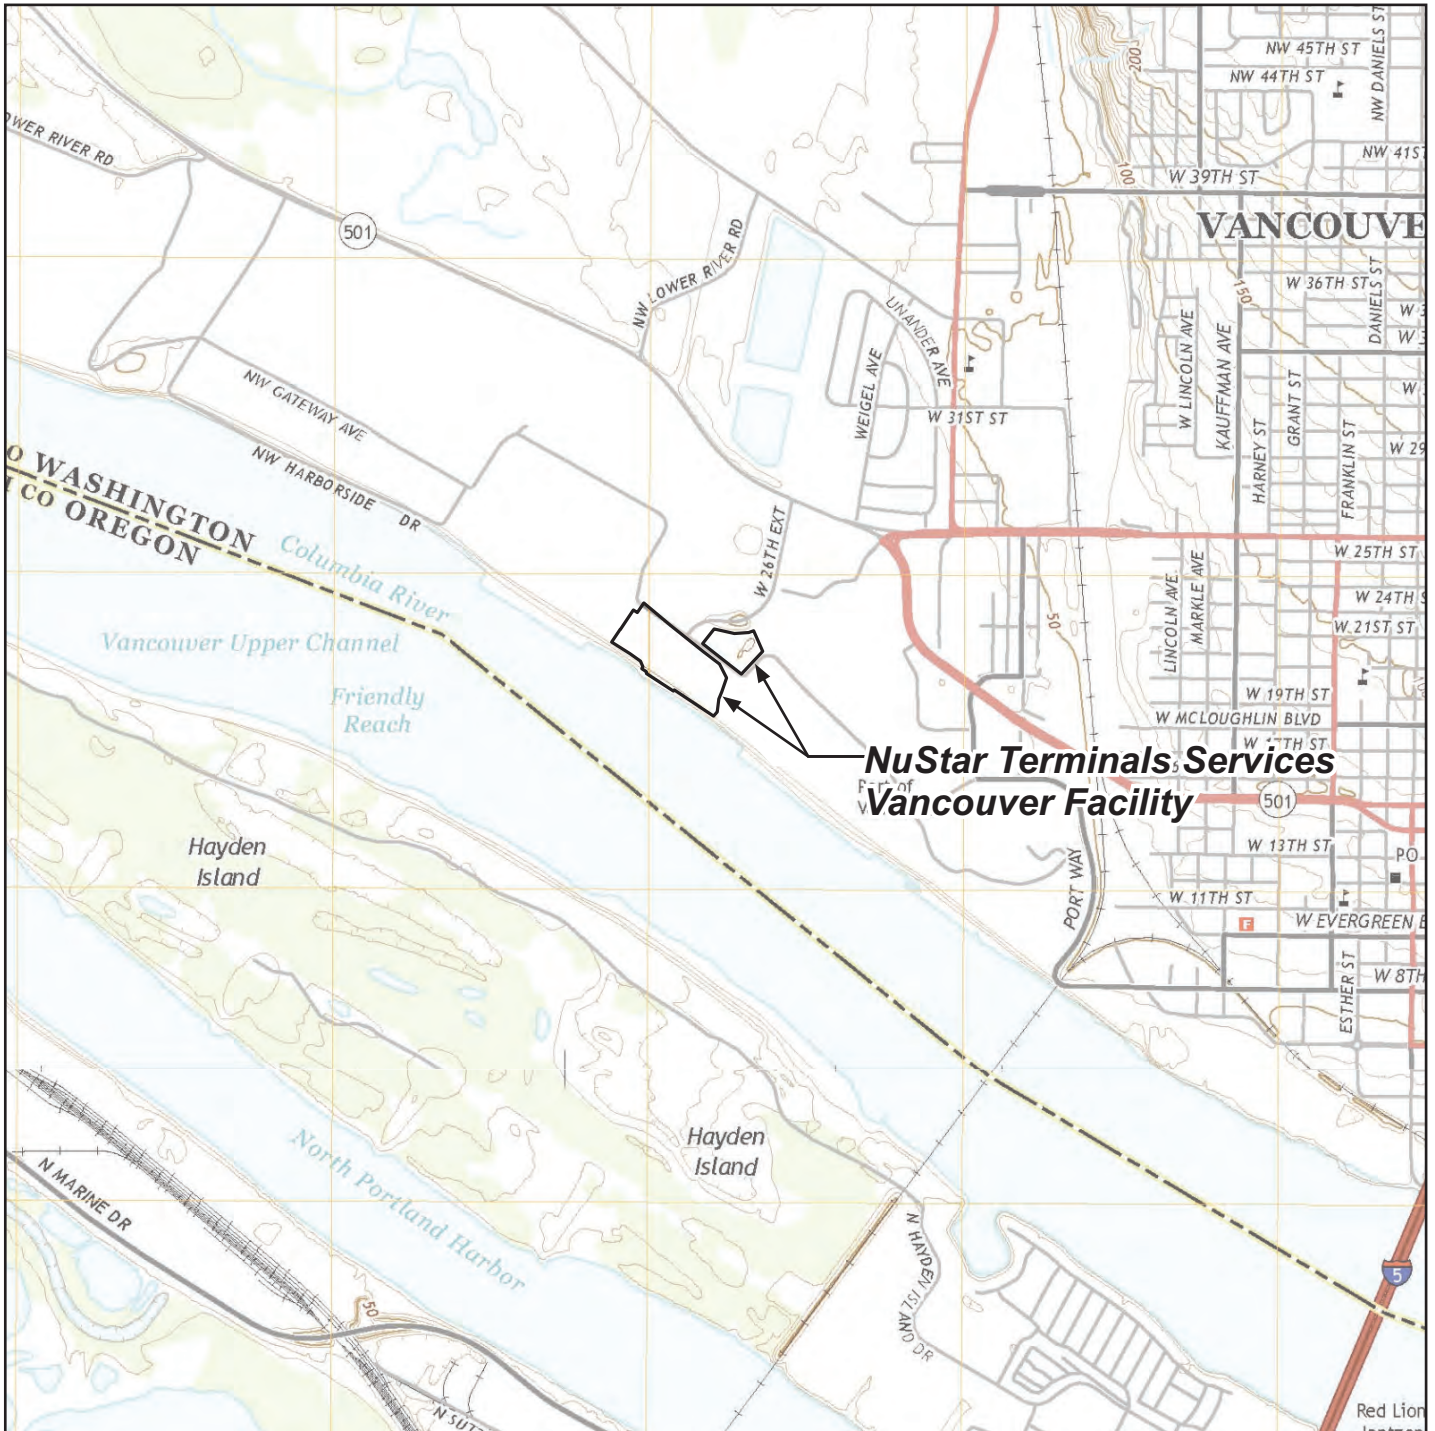 NW 45TH ST
NW 44TH ST
NW DANIELS ST
200
NW 41ST
OWER RIVER RD
100
W 39TH ST
VANCOUVE
501
NW LOWER RIVER RD
150
W 36TH ST
DANIELS ST
UNANDER AVE
WEIGEL AVE
W LINCOLN AVE
KAUFFMAN AVE
GRANT ST
HARNEY ST
FRANKLIN ST
W 31ST ST
W 29
NW GATEWAY AVE
NW HARBORSIDE DR
O WASHINGTON
CO OREGON
Columbia River
Vancouver Upper Channel
Friendly
Reach
W 26TH EXT
W 25TH ST
LINCOLN AVE
MARKLE AVE
W 24TH S
W 21ST ST
50
W 19TH ST
W MCLOUGHLIN BLVD
NuStar Terminals Services
Vancouver Facility
501
W 13TH ST
PO
PORT WAY
W 11TH ST
F
W EVERGREEN B
W 8TH
ESTHER ST
Hayden
Island
Hayden
Island
North Portland Harbor
N MARINE DR
50
N HAYDEN ISLAND DR
5
N SUT
Red Lion